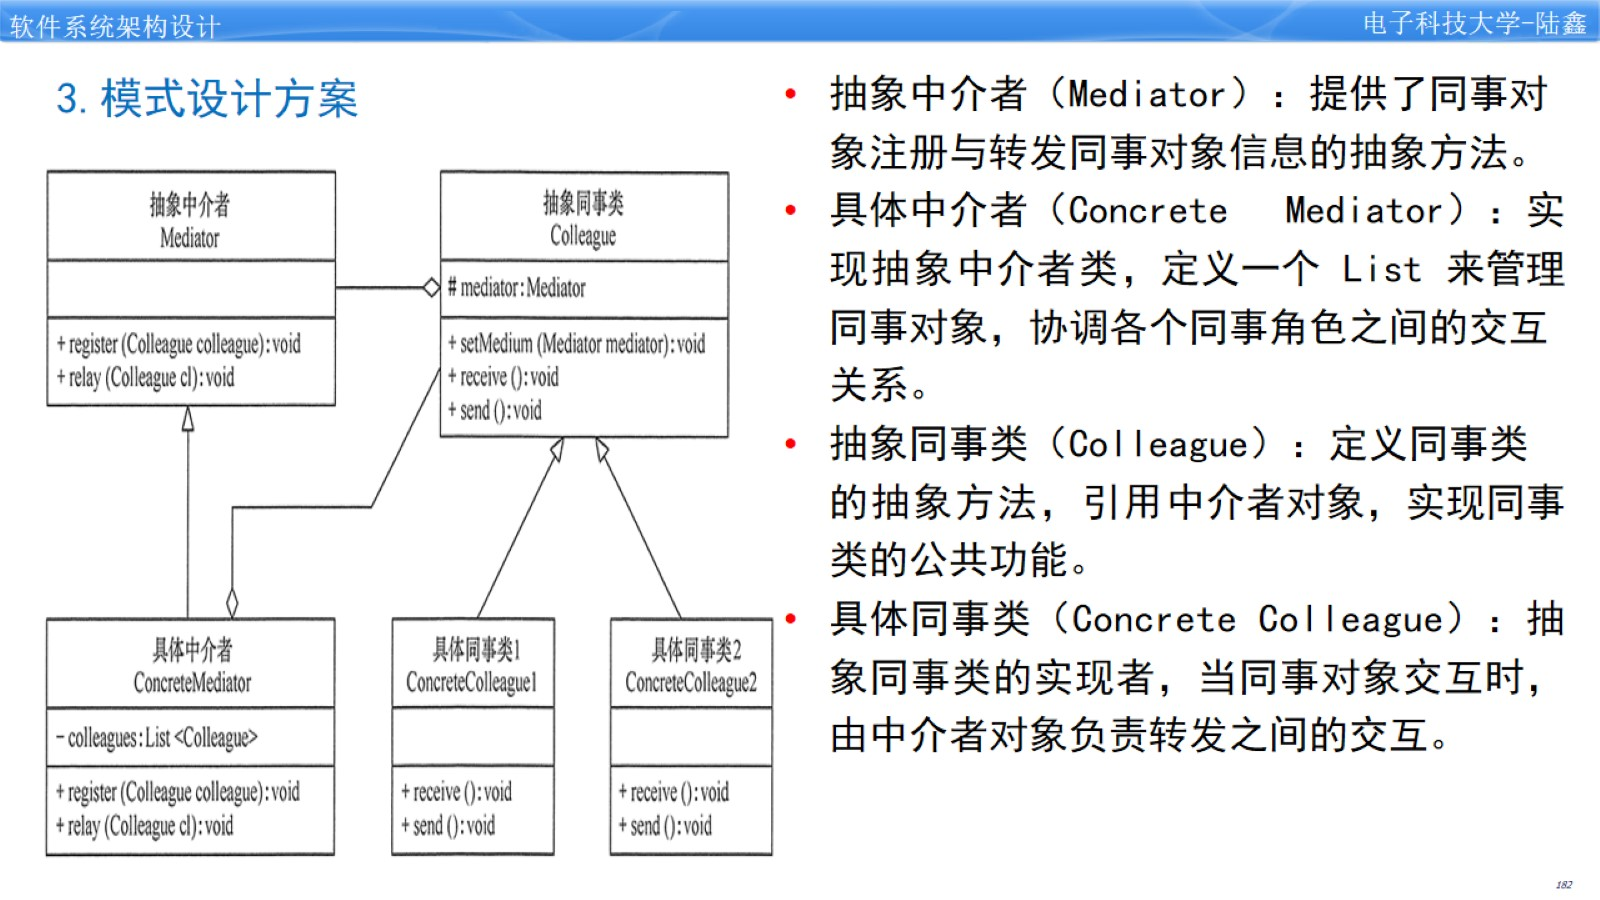 软件系统架构设计
电子科技大学-陆鑫
3. 模式设计方案
抽象中介者
Mediator
+ register (Colleague colleague): void
+ relay (Colleague cl): void
抽象同事类
Colleague
# mediator: Mediator
+ setMedium (Mediator mediator): void
+ receive (): void
+ send (): void
具体中介者
ConcreteMediator
- colleagues: List <Colleague>
+ register (Colleague colleague): void
+ relay (Colleague cl): void
具体同事类1
ConcreteColleague1
+ receive (): void
+ send (): void
具体同事类2
ConcreteColleague2
+ receive (): void
+ send (): void
• 抽象中介者（Mediator）：提供了同事对
象注册与转发同事对象信息的抽象方法。
• 具体中介者（Concrete Mediator）：实
现抽象中介者类，定义一个 List 来管理
同事对象，协调各个同事角色之间的交互
关系。
• 抽象同事类（Colleague）：定义同事类
的抽象方法，引用中介者对象，实现同事
类的公共功能。
• 具体同事类（Concrete Colleague）：抽
象同事类的实现者，当同事对象交互时，
由中介者对象负责转发之间的交互。
182